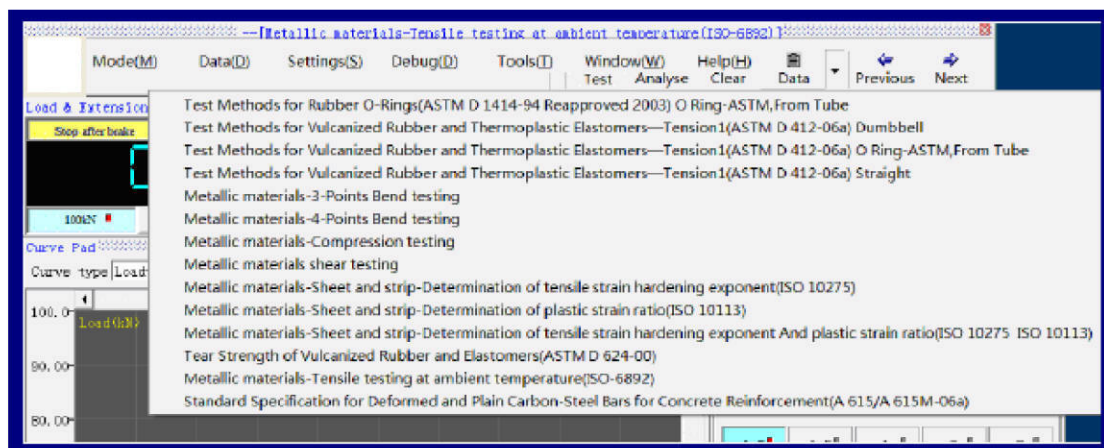 --[Metallic materials-Tensile testing at ambient temperature(ISO-6892)]
Mode(M) Data(D) Settings(S) Debug(D) Tools(T) Window(W) Help(H) Data Previous Next
Test Analyse Clear
Load & Extension
Stop after brake
100kN
Curve Pad
Curve type Load
100.0
Load(kN)
90.00
80.00
Test Methods for Rubber O-Rings(ASTM D 1414-94 Reapproved 2003) O Ring-ASTM,From Tube
Test Methods for Vulcanized Rubber and Thermoplastic Elastomers—Tension1(ASTM D 412-06a) Dumbbell
Test Methods for Vulcanized Rubber and Thermoplastic Elastomers—Tension1(ASTM D 412-06a) O Ring-ASTM,From Tube
Test Methods for Vulcanized Rubber and Thermoplastic Elastomers—Tension1(ASTM D 412-06a) Straight
Metallic materials-3-Points Bend testing
Metallic materials-4-Points Bend testing
Metallic materials-Compression testing
Metallic materials shear testing
Metallic materials-Sheet and strip-Determination of tensile strain hardening exponent(ISO 10275)
Metallic materials-Sheet and strip-Determination of plastic strain ratio(ISO 10113)
Metallic materials-Sheet and strip-Determination of tensile strain hardening exponent And plastic strain ratio(ISO 10275 ISO 10113)
Tear Strength of Vulcanized Rubber and Elastomers(ASTM D 624-00)
Metallic materials-Tensile testing at ambient temperature(ISO-6892)
Standard Specification for Deformed and Plain Carbon-Steel Bars for Concrete Reinforcement(A 615/A 615M-06a)